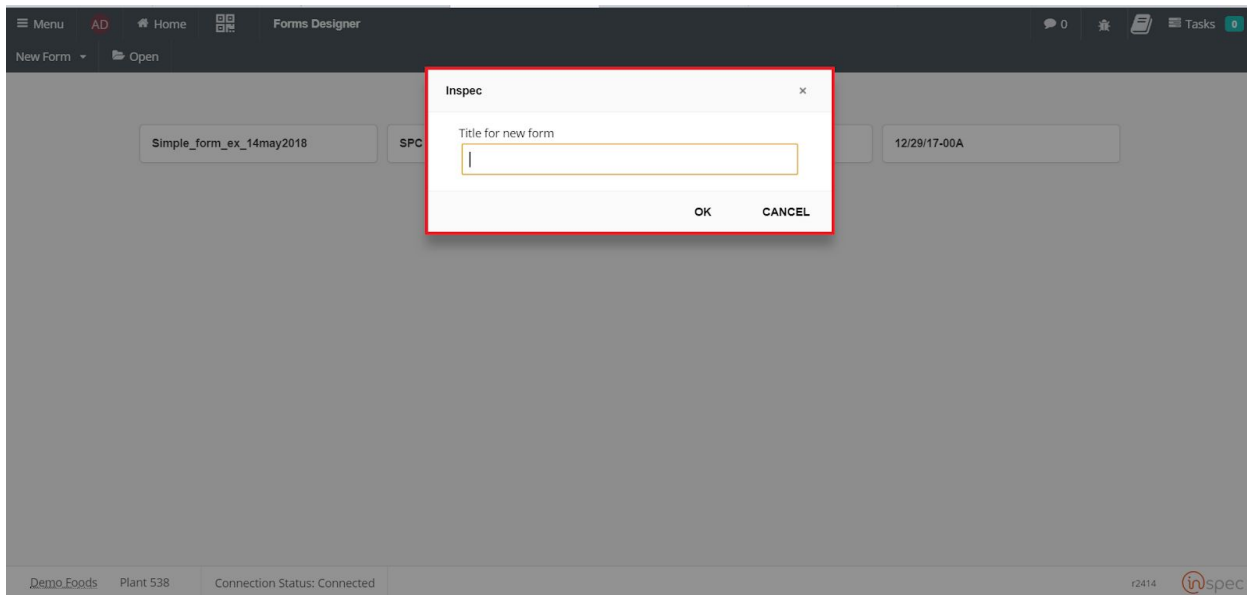 Menu AD Home Forms Designer 0 Tasks 0
New Form Open
Inspec ×
Title for new form
Simple_form_ex_14may2018 SPC 12/29/17-00A
OK CANCEL
Demo Foods Plant 538 Connection Status: Connected r2414 inspec